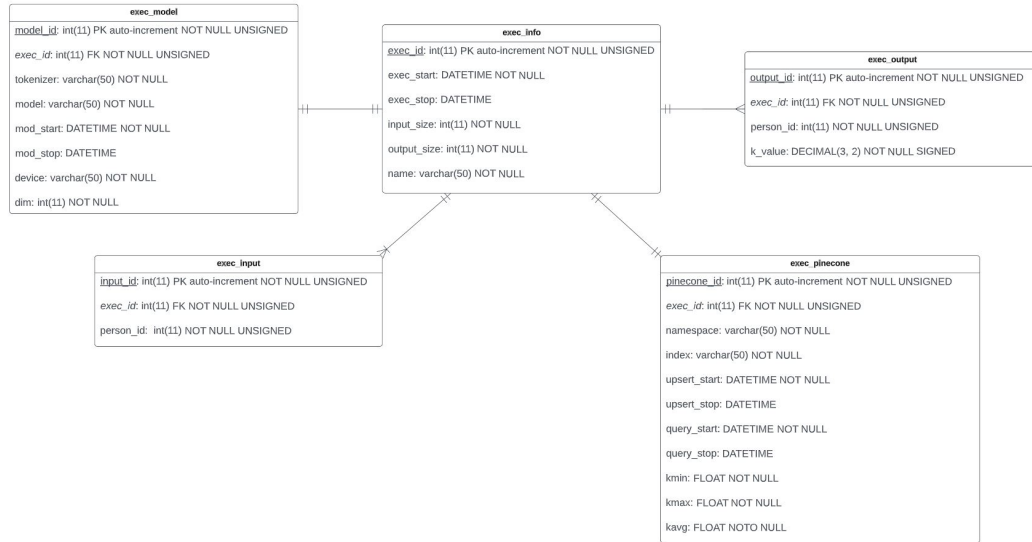 exec_model
model_id: int(11) PK auto-increment NOT NULL UNSIGNED
exec_id: int(11) FK NOT NULL UNSIGNED
tokenizer: varchar(50) NOT NULL
model: varchar(50) NOT NULL
mod_start: DATETIME NOT NULL
mod_stop: DATETIME
device: varchar(50) NOT NULL
dim: int(11) NOT NULL
exec_info
exec_id: int(11) PK auto-increment NOT NULL UNSIGNED
exec_start: DATETIME NOT NULL
exec_stop: DATETIME
input_size: int(11) NOT NULL
output_size: int(11) NOT NULL
name: varchar(50) NOT NULL
exec_output
output_id: int(11) PK auto-increment NOT NULL UNSIGNED
exec_id: int(11) FK NOT NULL UNSIGNED
person_id: int(11) NOT NULL UNSIGNED
k_value: DECIMAL(3, 2) NOT NULL SIGNED
exec_input
input_id: int(11) PK auto-increment NOT NULL UNSIGNED
exec_id: int(11) FK NOT NULL UNSIGNED
person_id: int(11) NOT NULL UNSIGNED
exec_pinecone
pinecone_id: int(11) PK auto-increment NOT NULL UNSIGNED
exec_id: int(11) FK NOT NULL UNSIGNED
namespace: varchar(50) NOT NULL
index: varchar(50) NOT NULL
upsert_start: DATETIME NOT NULL
upsert_stop: DATETIME
query_start: DATETIME NOT NULL
query_stop: DATETIME
kmin: FLOAT NOT NULL
kmax: FLOAT NOT NULL
kavg: FLOAT NOTO NULL